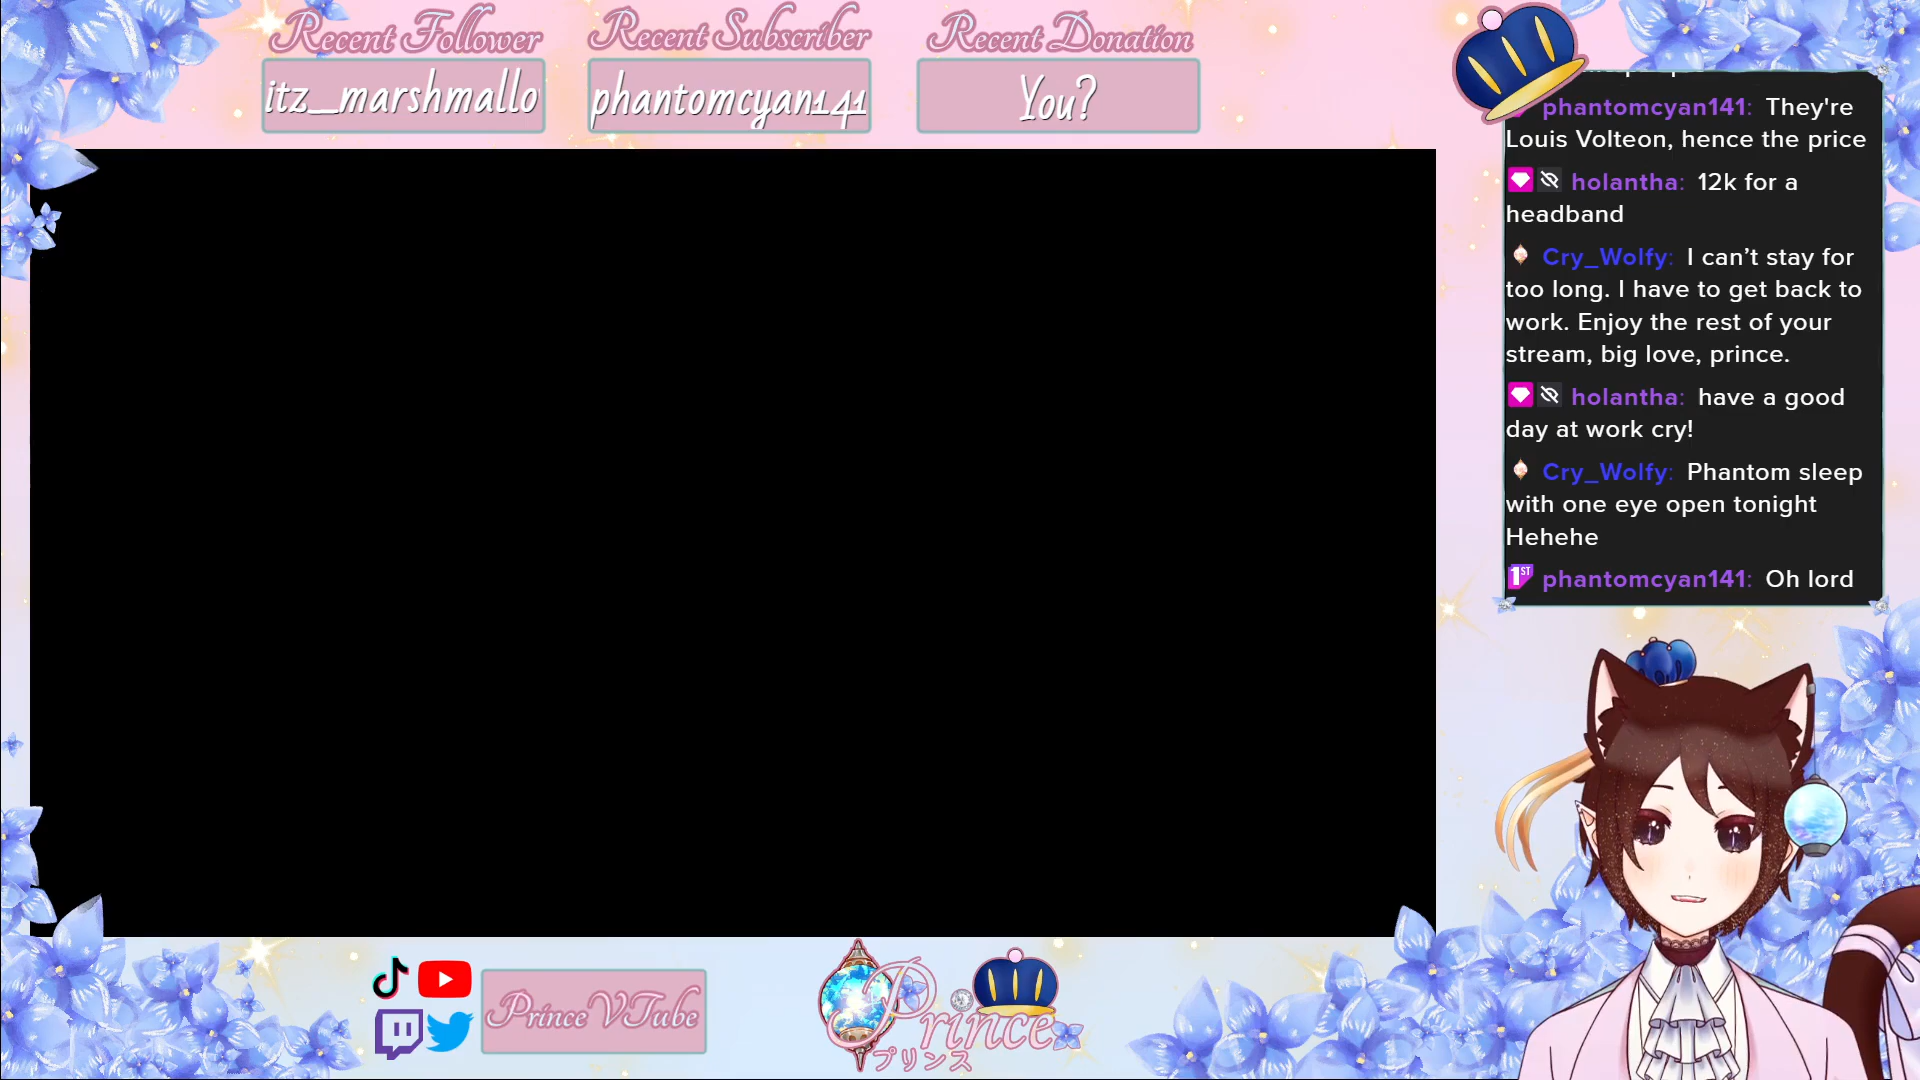 Recent Follower
itz_marshmallo
Recent Subscriber
phantomcyan141
Recent Donation
You?
phantomcyan141: They're
Louis Volteon, hence the price
holantha: 12k for a
headband
Cry_Wolfy: I can’t stay for
too long. I have to get back to
work. Enjoy the rest of your
stream, big love, prince.
holantha: have a good
day at work cry!
Cry_Wolfy: Phantom sleep
with one eye open tonight
Hehehe
1ST phantomcyan141: Oh lord
PrinceVTube
Prince
プリンス